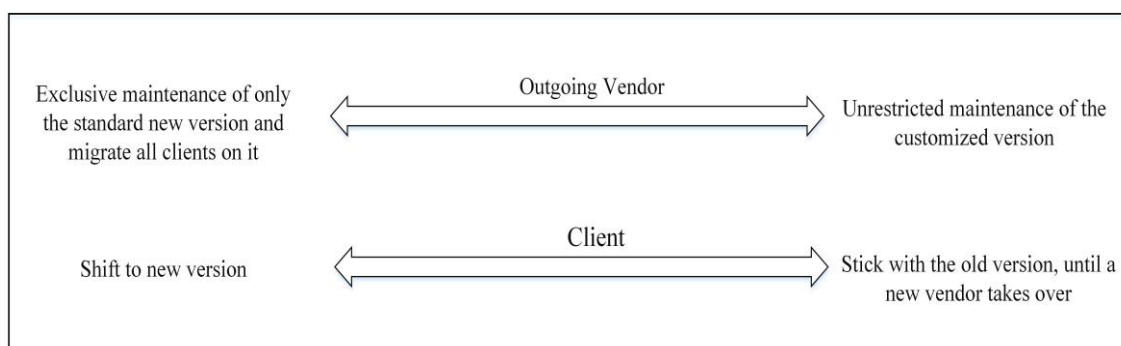 Exclusive maintenance of only
the standard new version and
migrate all clients on it
Outgoing Vendor
Unrestricted maintenance of the
customized version
Shift to new version
Client
Stick with the old version, until a
new vendor takes over